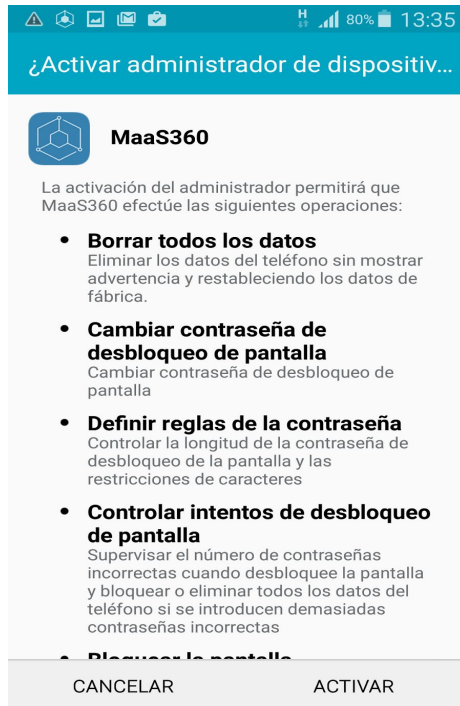 H 80% 13:35
¿Activar administrador de dispositiv...
MaaS360
La activación del administrador permitirá que
MaaS360 efectúe las siguientes operaciones:
• Borrar todos los datos
Eliminar los datos del teléfono sin mostrar
advertencia y restableciendo los datos de
fábrica.
• Cambiar contraseña de
desbloqueo de pantalla
Cambiar contraseña de desbloqueo de
pantalla
• Definir reglas de la contraseña
Controlar la longitud de la contraseña de
desbloqueo de la pantalla y las
restricciones de caracteres
• Controlar intentos de desbloqueo
de pantalla
Supervisar el número de contraseñas
incorrectas cuando desbloquee la pantalla
y bloquear o eliminar todos los datos del
teléfono si se introducen demasiadas
contraseñas incorrectas
• Bloquear la pantalla
CANCELAR ACTIVAR